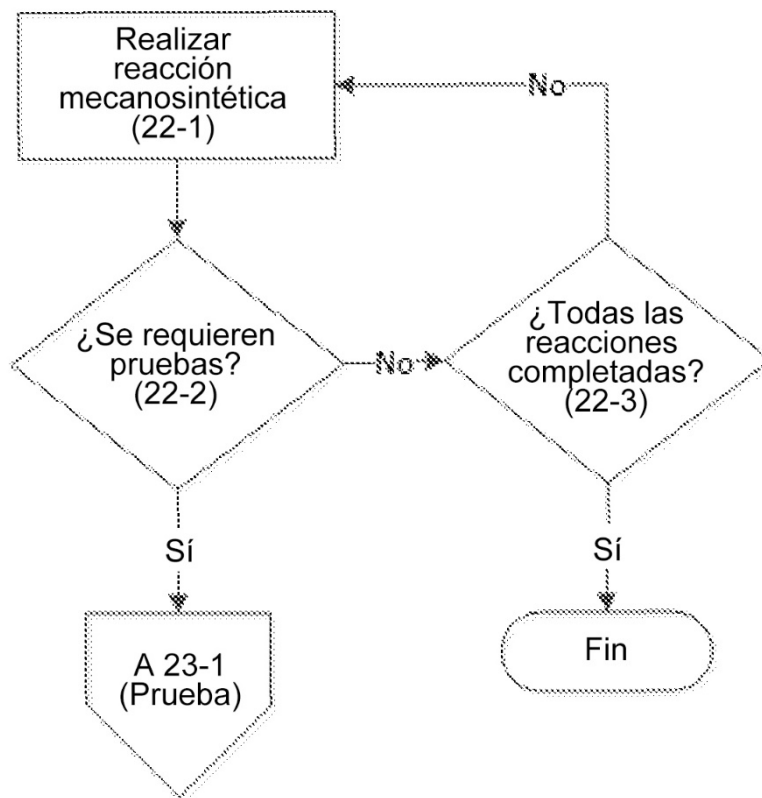 Realizar
reacción
mecanosintética
(22-1)
No
¿Se requieren
pruebas?
(22-2)
No
¿Todas las
reacciones
completadas?
(22-3)
Sí
Sí
A 23-1
(Prueba)
Fin